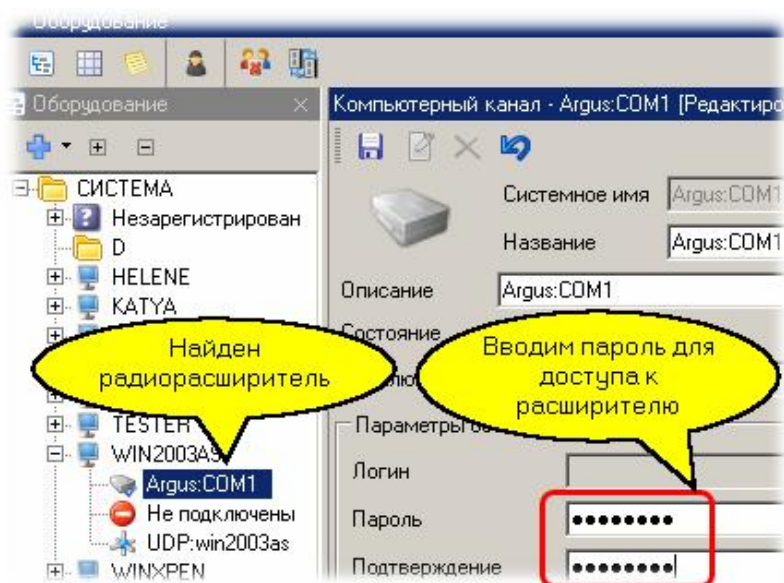 Оборудование
Оборудование
Компьютерный канал - Argus:COM1 [Редактиро
СИСТЕМА
Незарегистрирован
D
HELENE
KATYA
TESTER
WIN2003AS
Argus:COM1
Не подключены
UDP:win2003as
WINXPEN
Найден
радиорасширитель
Системное имя Argus:COM1
Название Argus:COM1
Описание Argus:COM1
Состояние
Вводим пароль для
доступа к
расширителю
Параметры
Логин
Пароль ●●●●●●●●
Подтверждение ●●●●●●●●